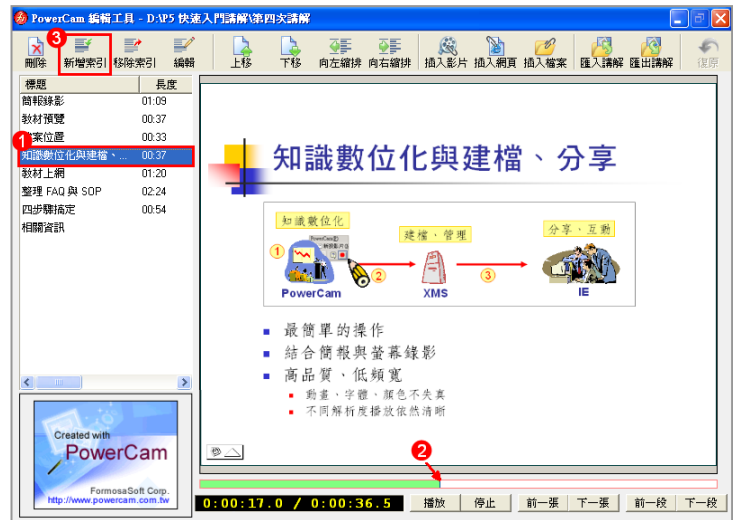 PowerCam 編輯工具 - D:\P5 快速入門講解\第四次講解
3
刪除 新增索引 移除索引 編輯 上移 下移 向左縮排 向右縮排 插入影片 插入網頁 插入檔案 匯入講解 匯出講解 復原
標題 長度
簡報錄影 01:09
教材預覽 00:37
案位置 00:33
1
知識數位化與建檔、... 00:37
教材上網 01:20
整理 FAQ 與 SOP 02:24
四步驟搞定 00:54
相關資訊
知識數位化與建檔、分享
知識數位化
建檔、管理
分享、互動
1
2
3
PowerCam XMS IE
最簡單的操作
結合簡報與螢幕錄影
高品質、低頻寬
動畫、字體、顏色不失真
不同解析度播放依然清晰
Created with
PowerCam
FormosaSoft Corp.
http://www.powercam.com.tw
2
0:00:17.0 / 0:00:36.5 播放 停止 前一張 下一張 前一段 下一段